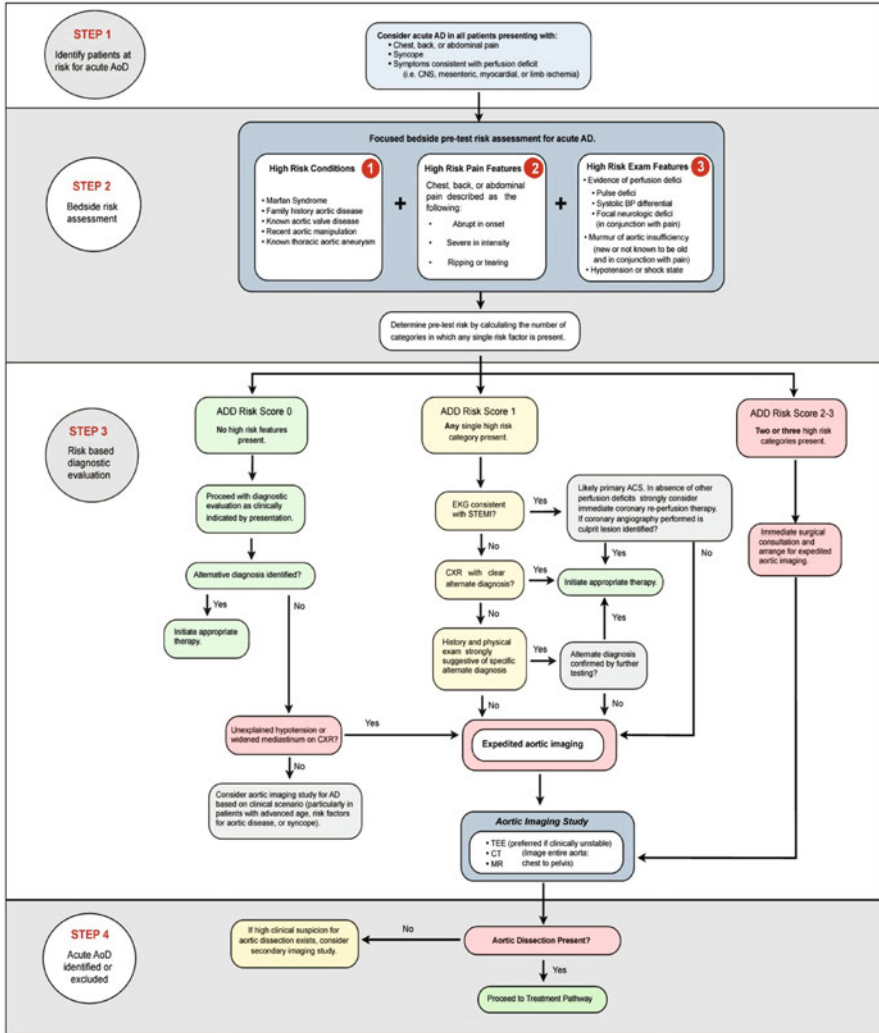 STEP 1
Identify patients at
risk for acute AoD
Consider acute AD in all patients presenting with:
• Chest, back, or abdominal pain
• Syncope
• Symptoms consistent with perfusion deficit
(i.e. CNS, mesenteric, myocardial, or limb ischemia)
STEP 2
Bedside risk
assessment
Focused bedside pre-test risk assessment for acute AD.
High Risk Conditions
1
• Marfan Syndrome
• Family history aortic disease
• Known aortic valve disease
• Recent aortic manipulation
• Known thoracic aortic aneurysm
+
High Risk Pain Features
2
Chest, back, or abdominal
pain described as the
following:
• Abrupt in onset
• Severe in intensity
• Ripping or tearing
+
High Risk Exam Features
3
• Evidence of perfusion defici
• Pulse defici
• Systolic BP differential
• Focal neurologic defici
(in conjunction with pain)
• Murmur of aortic insufficiency
(new or not known to be old
and in conjunction with pain)
• Hypotension or shock state
Determine pre-test risk by calculating the number of
categories in which any single risk factor is present.
STEP 3
Risk based
diagnostic
evaluation
ADD Risk Score 0
No high risk features
present.
Proceed with diagnostic
evaluation as clinically
indicated by presentation.
Alternative diagnosis identified?
Yes
No
Initiate appropriate
therapy.
Unexplained hypotension or
widened mediastinum on CXR?
Yes
No
Consider aortic imaging study for AD
based on clinical scenario (particularly in
patients with advanced age, risk factors
for aortic disease, or syncope).
ADD Risk Score 1
Any single high risk
category present.
EKG consistent
with STEMI?
Yes
No
Likely primary ACS. In absence of other
perfusion deficits strongly consider
immediate coronary re-perfusion therapy.
If coronary angiography performed is
culprit lesion identified?
Yes
No
CXR with clear
alternate diagnosis?
Yes
No
Initiate appropriate therapy.
Yes
History and physical
exam strongly
suggestive of specific
alternate diagnosis
Yes
No
Alternate diagnosis
confirmed by further
testing?
No
Expedited aortic imaging
ADD Risk Score 2-3
Two or three high risk
categories present.
Immediate surgical
consultation and
arrange for expedited
aortic imaging.
Aortic Imaging Study
• TEE (preferred if clinically unstable)
• CT (Image entire aorta:
• MR chest to pelvis)
STEP 4
Acute AoD
identified or
excluded
If high clinical suspicion for
aortic dissection exists, consider
secondary imaging study.
No
Aortic Dissection Present?
Yes
Proceed to Treatment Pathway